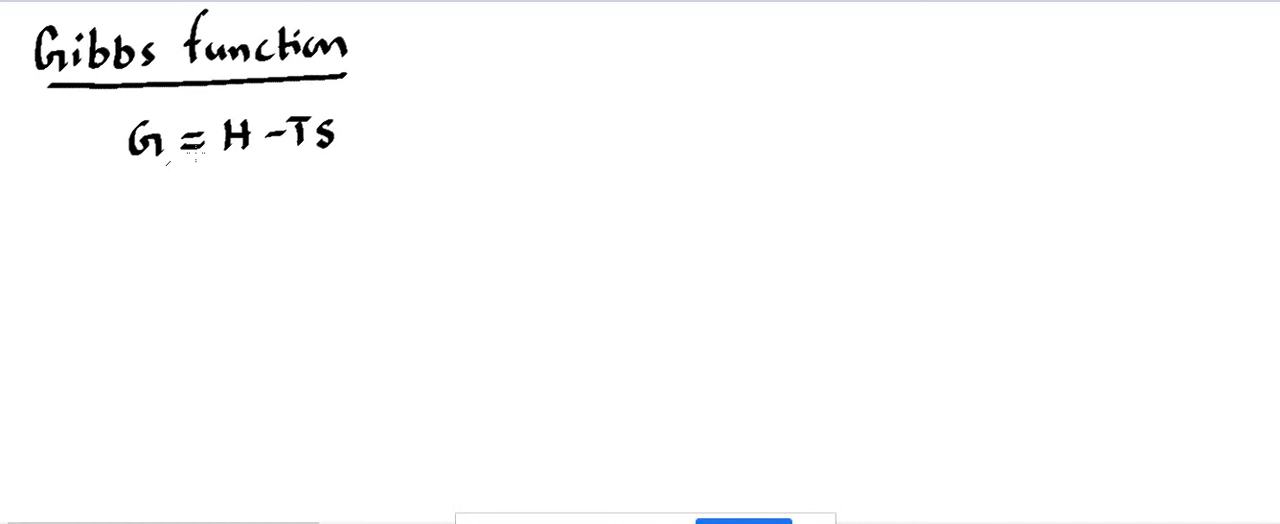 Gibbs function
G = H - TS